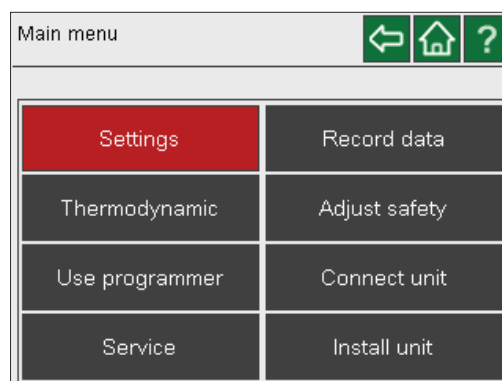 Main menu ?
Settings Record data
Thermodynamic Adjust safety
Use programmer Connect unit
Service Install unit